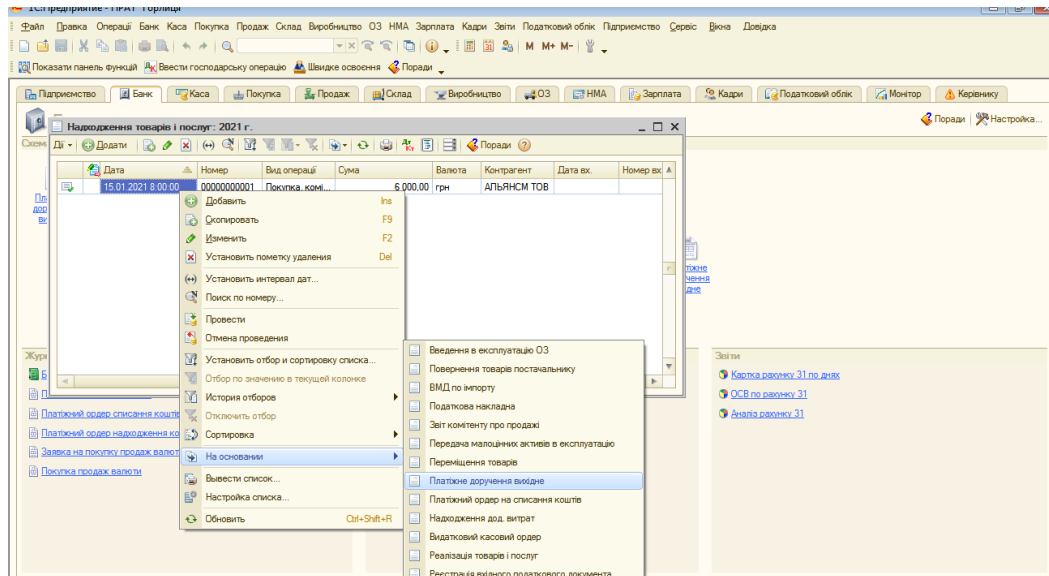 1С:Предприятие - ПРАТ "Горлиця"
Файл Правка Операції Банк Каса Покупка Продаж Склад Виробництво ОЗ НМА Зарплата Кадри Звіти Податковий облік Підприємство Сервіс Вікна Довідка
M M+ M-
Показати панель функцій Ввести господарську операцію Швидке освоєння Поради
Підприємство Банк Каса Покупка Продаж Склад Виробництво ОЗ НМА Зарплата Кадри Податковий облік Монітор Керівнику
Поради Настройка...
Надходження товарів і послуг: 2021 г.
Схем
Дії Додати Поради
Дата Номер Вид операції Сума Валюта Контрагент Дата вх. Номер вх
15.01.2021 8:00:00 00000000001 Покупка, комі... 6 000,00 грн АЛЬЯНСМ ТОВ
Пл
дор
ви
Добавить Ins
Скопировать F9
Изменить F2
Установить пометку удаления Del
Установить интервал дат...
Поиск по номеру...
Провести
Отмена проведения
Установить отбор и сортировку списка...
Отбор по значению в текущей колонке
История отборов
Отключить отбор
Сортировка
На основании
Вывести список...
Настройка списка...
Обновить Ctrl+Shift+R
тіжне
чення
дне
Введення в експлуатацію ОЗ
Повернення товарів постачальнику
ВМД по імпорту
Податкова накладна
Звіт комітенту про продажі
Передача малоцінних активів в експлуатацію
Переміщення товарів
Платіжне доручення вихідне
Платіжний ордер на списання коштів
Надходження дод. витрат
Видатковий касовий ордер
Реалізація товарів і послуг
Реєстрація вхідного податкового документа
Жур
Б
П
Платіжний ордер списання коштів
Платіжний ордер надходження ко
Заявка на покупку продаж валют
Покупка продаж валюти
Звіти
Картка рахунку 31 по днях
ОСВ по рахунку 31
Аналіз рахунку 31